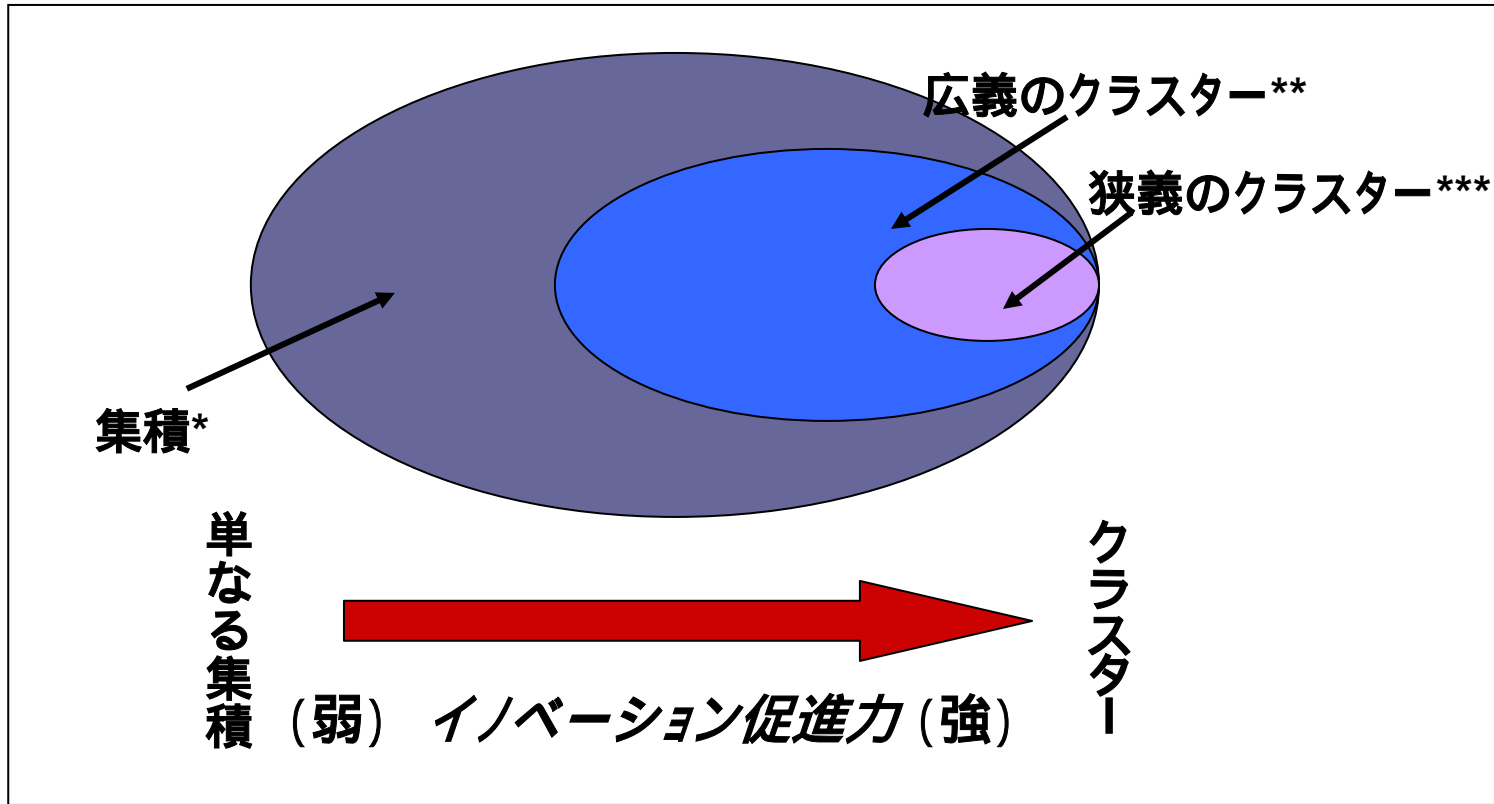 広義のクラスター**
狭義のクラスター***
集積*
単なる集積
クラスター
(弱) イノベーション促進力 (強)